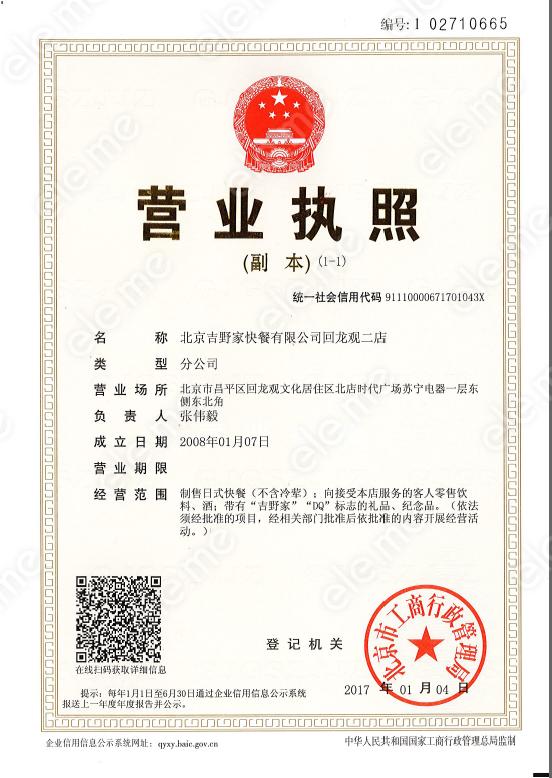 编号:1 02710665
营业执照
(副 本)(1-1)
统一社会信用代码 91110000671701043X
名 称 北京吉野家快餐有限公司回龙观二店
类 型 分公司
营业场所 北京市昌平区回龙观文化居住区北店时代广场苏宁电器一层东
侧东北角
负 责 人 张伟毅
成立日期 2008年01月07日
营业期限
经营范围 制售日式快餐（不含冷荤）；向接受本店服务的客人零售饮
料、酒；带有“吉野家”“DQ”标志的礼品、纪念品。（依法
须经批准的项目，经相关部门批准后依批准的内容开展经营活
动。）
在线扫码获取详细信息
登记机关
北京市工商行政管理局
2017 年 01 月 04 日
提示：每年1月1日至6月30日通过企业信用信息公示系统
报送上一年度年度报告并公示。
企业信用信息公示系统网址：qyxy.baic.gov.cn
中华人民共和国国家工商行政管理总局监制
ele me